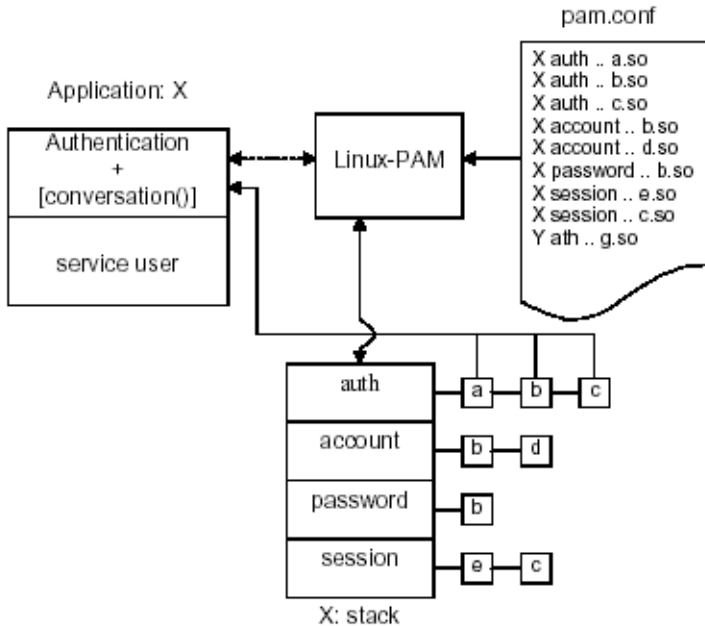 pam.conf
X auth .. a.so
X auth .. b.so
X auth .. c.so
X account .. b.so
X account .. d.so
X password .. b.so
X session .. e.so
X session .. c.so
Y ath .. g.so
Application: X
Authentication
+
[conversation()]
service user
Linux-PAM
auth
a
b
c
account
b
d
password
b
session
e
c
X: stack